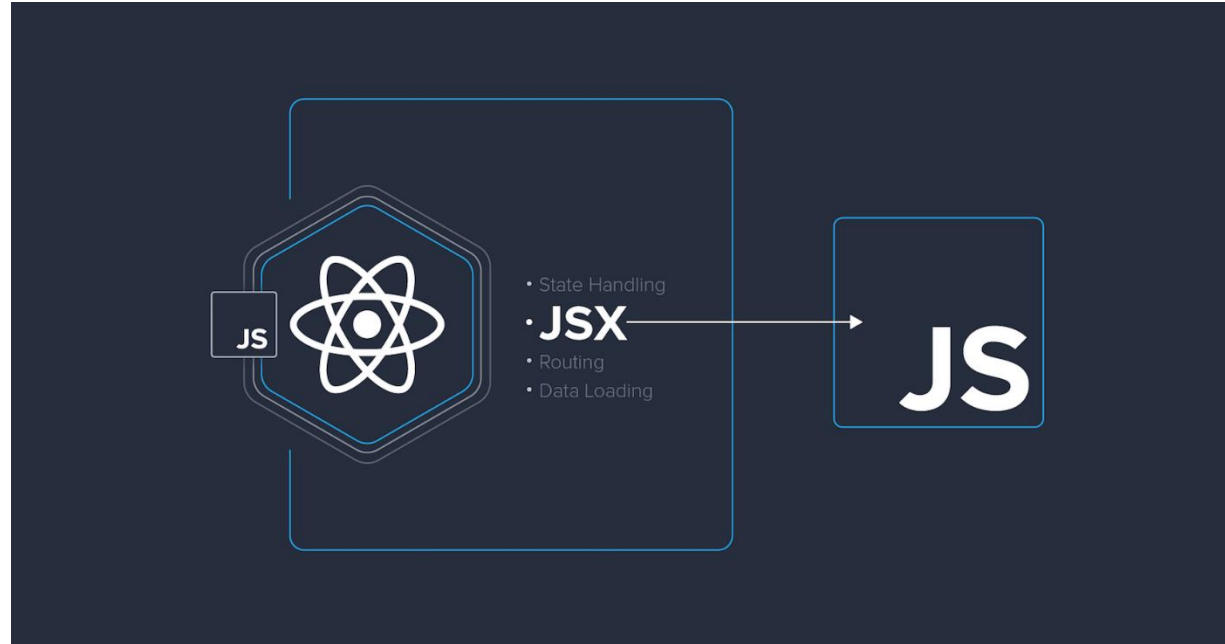 JS
• State Handling
• JSX
• Routing
• Data Loading
JS